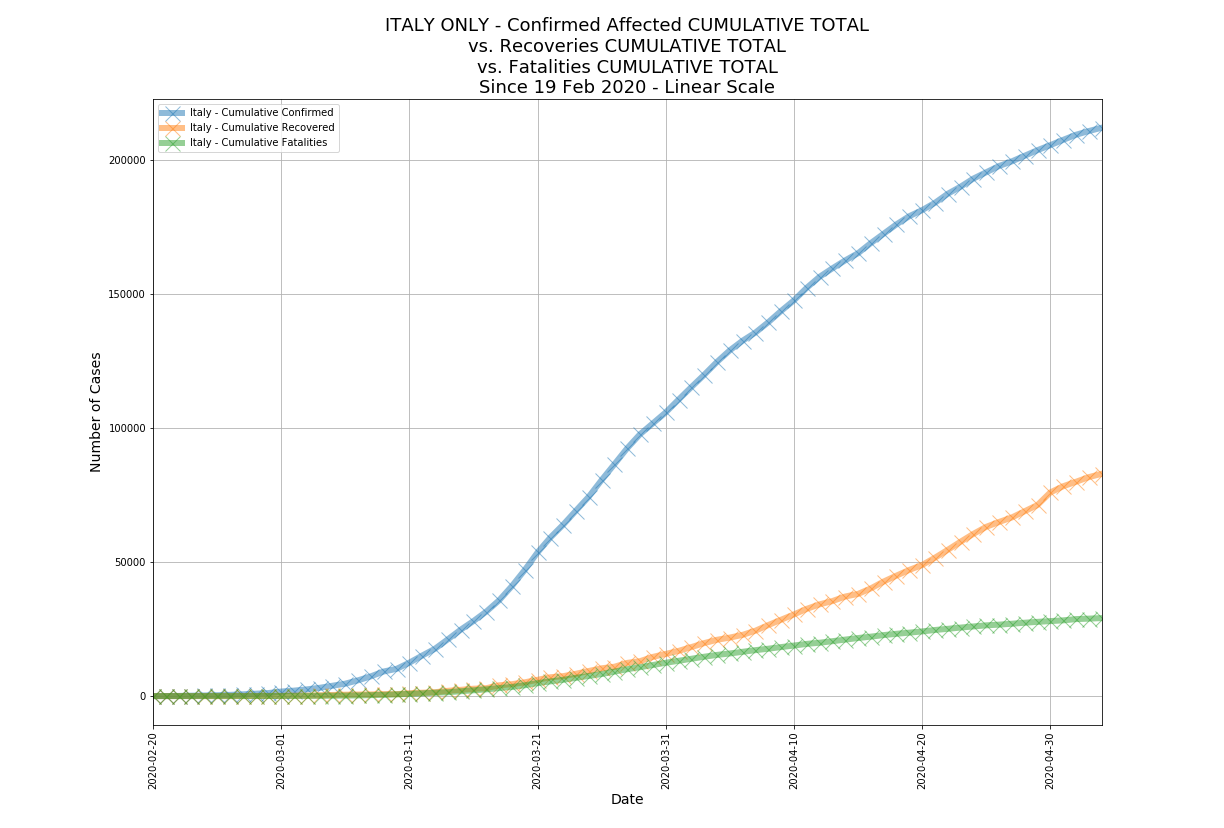 ITALY ONLY - Confirmed Affected CUMULATIVE TOTAL
vs. Recoveries CUMULATIVE TOTAL
vs. Fatalities CUMULATIVE TOTAL
Since 19 Feb 2020 - Linear Scale
Italy - Cumulative Confirmed
Italy - Cumulative Recovered
Italy - Cumulative Fatalities
Number of Cases
200000
150000
100000
50000
0
2020-02-20
2020-03-01
2020-03-11
2020-03-21
2020-03-31
2020-04-10
2020-04-20
2020-04-30
Date